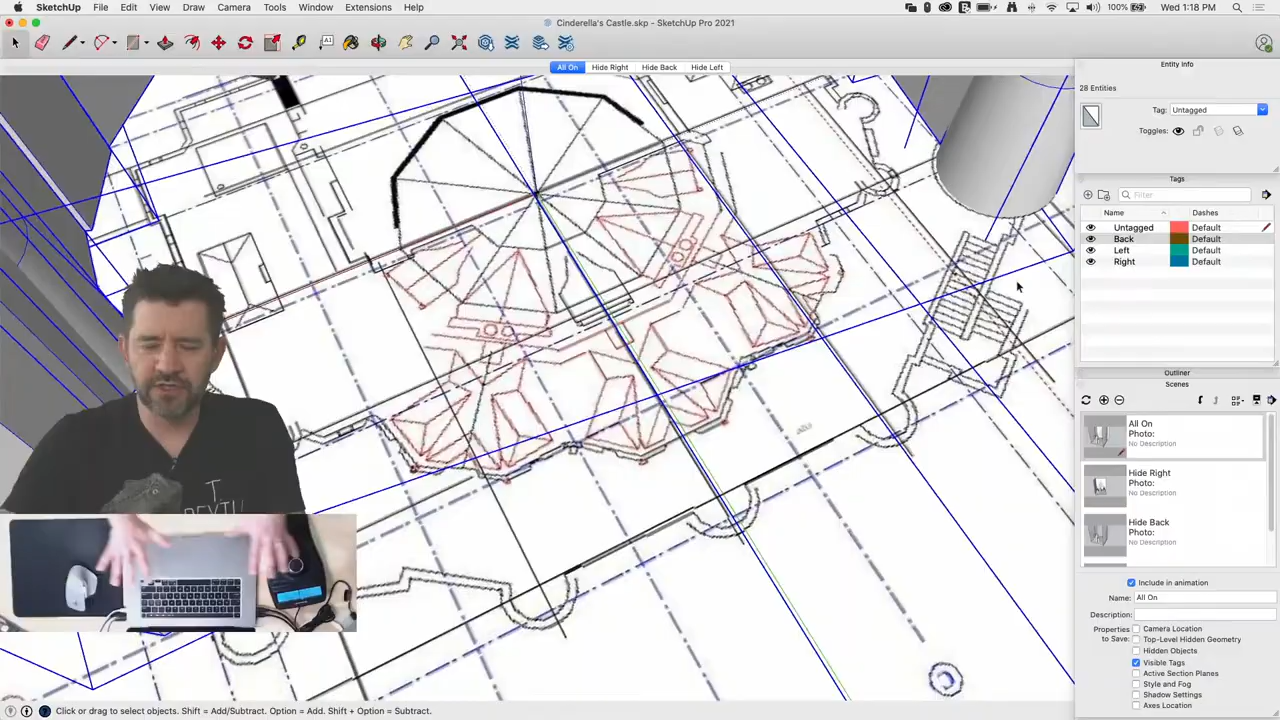 SketchUp File Edit View Draw Camera Tools Window Extensions Help 100% Wed 1:18 PM
Cinderella's Castle.skp - SketchUp Pro 2021
All On Hide Right Hide Back Hide Left
Entity Info
28 Entities
Tag: Untagged
Toggles:
Tags
Filter
Name Dashes
Untagged Default
Back Default
Left Default
Right Default
Outliner
Scenes
All On
Photo:
No Description
Hide Right
Photo:
No Description
Hide Back
Photo:
No Description
Include in animation
Name: All On
Description:
Properties to Save:
Camera Location
Top-Level Hidden Geometry
Hidden Objects
Visible Tags
Active Section Planes
Style and Fog
Shadow Settings
Axes Location
Click or drag to select objects. Shift = Add/Subtract. Option = Add. Shift + Option = Subtract.